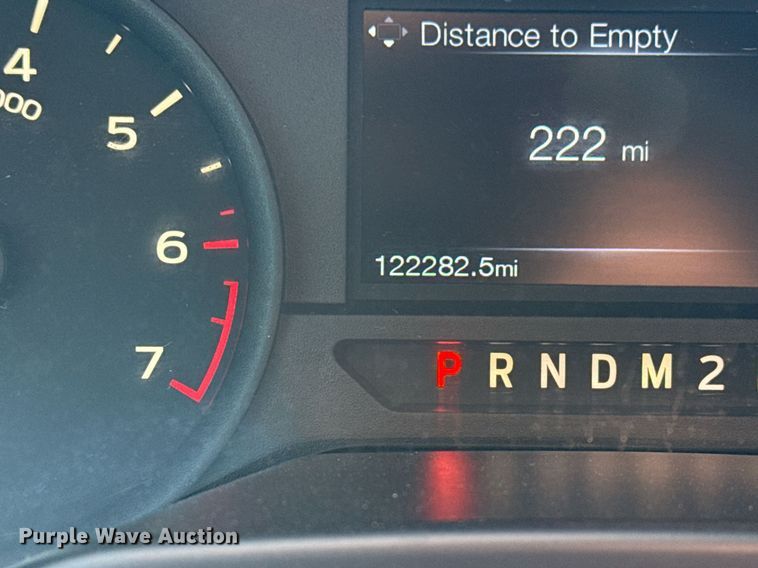 4
000
5
6
7
Distance to Empty
222 mi
122282.5mi
P R N D M 2
Purple Wave Auction